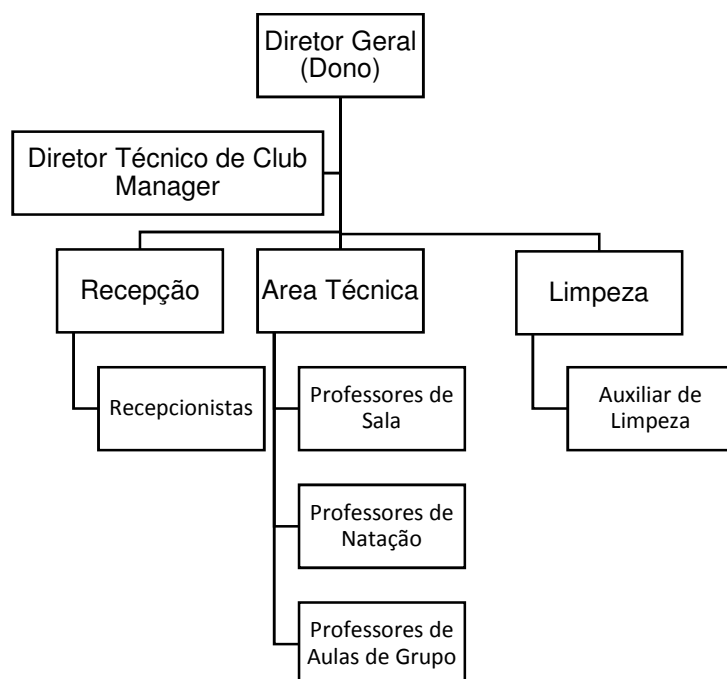 Diretor Geral
(Dono)
Diretor Técnico de Club
Manager
Recepção
Area Técnica
Limpeza
Recepcionistas
Professores de
Sala
Auxiliar de
Limpeza
Professores de
Natação
Professores de
Aulas de Grupo